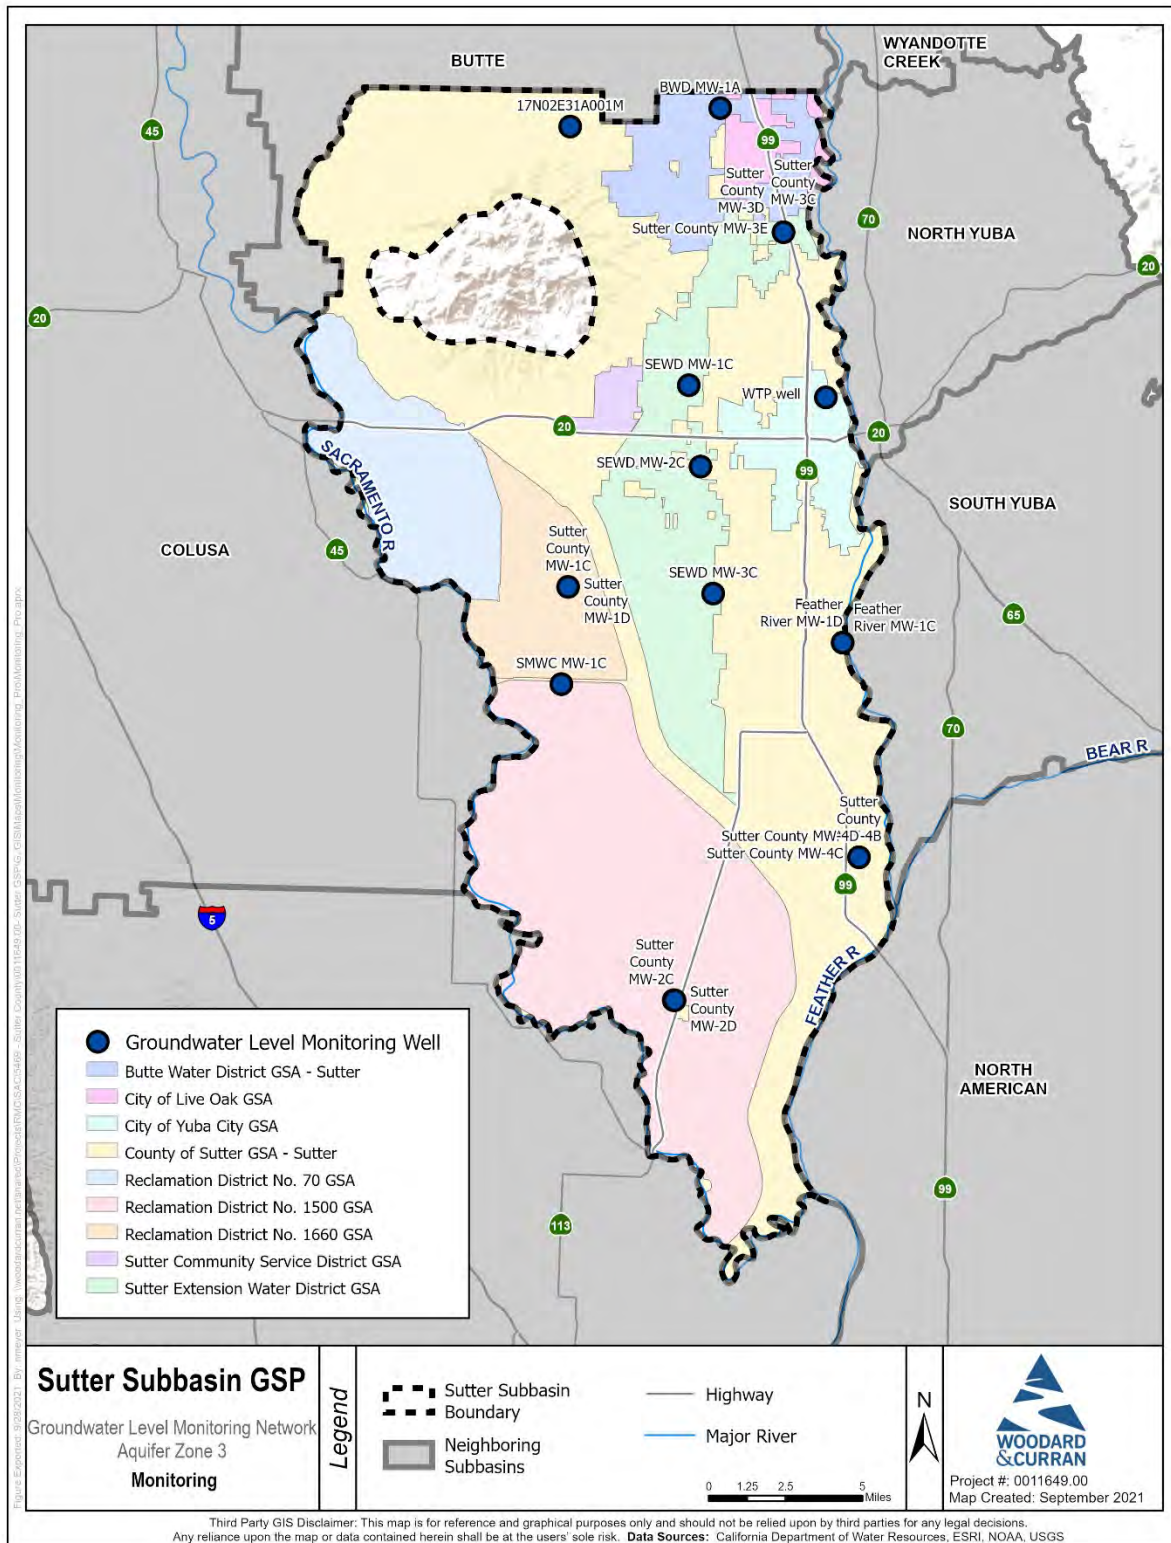 BUTTE
WYANDOTTE
CREEK
BWD MW-1A
17N02E31A001M
45
99
Sutter
County
MW-3D
Sutter
County
MW-3C
Sutter County MW-3E
70
NORTH YUBA
20
20
SEWD MW-1C
WTP well
20
20
SACRAMENTO R
SEWD MW-2C
99
SOUTH YUBA
COLUSA
45
Sutter
County
MW-1C
Sutter
County
MW-1D
SEWD MW-3C
Feather
River MW-1D
Feather
River MW-1C
65
SMWC MW-1C
70
BEAR R
Sutter
County
Sutter County MW-4D-4B
Sutter County MW-4C
99
5
Sutter
County
MW-2C
Sutter
County
MW-2D
FEATHER R
NORTH
AMERICAN
99
113
Groundwater Level Monitoring Well
Butte Water District GSA - Sutter
City of Live Oak GSA
City of Yuba City GSA
County of Sutter GSA - Sutter
Reclamation District No. 70 GSA
Reclamation District No. 1500 GSA
Reclamation District No. 1660 GSA
Sutter Community Service District GSA
Sutter Extension Water District GSA
Sutter Subbasin GSP
Groundwater Level Monitoring Network
Aquifer Zone 3
Monitoring
Legend
Sutter Subbasin
Boundary
Neighboring
Subbasins
Highway
Major River
N
0 1.25 2.5 5
Miles
WOODARD
&CURRAN
Project #: 0011649.00
Map Created: September 2021
Third Party GIS Disclaimer: This map is for reference and graphical purposes only and should not be relied upon by third parties for any legal decisions.
Any reliance upon the map or data contained herein shall be at the users' sole risk. Data Sources: California Department of Water Resources, ESRI, NOAA, USGS
Figure Exported: 9/28/2021 By: